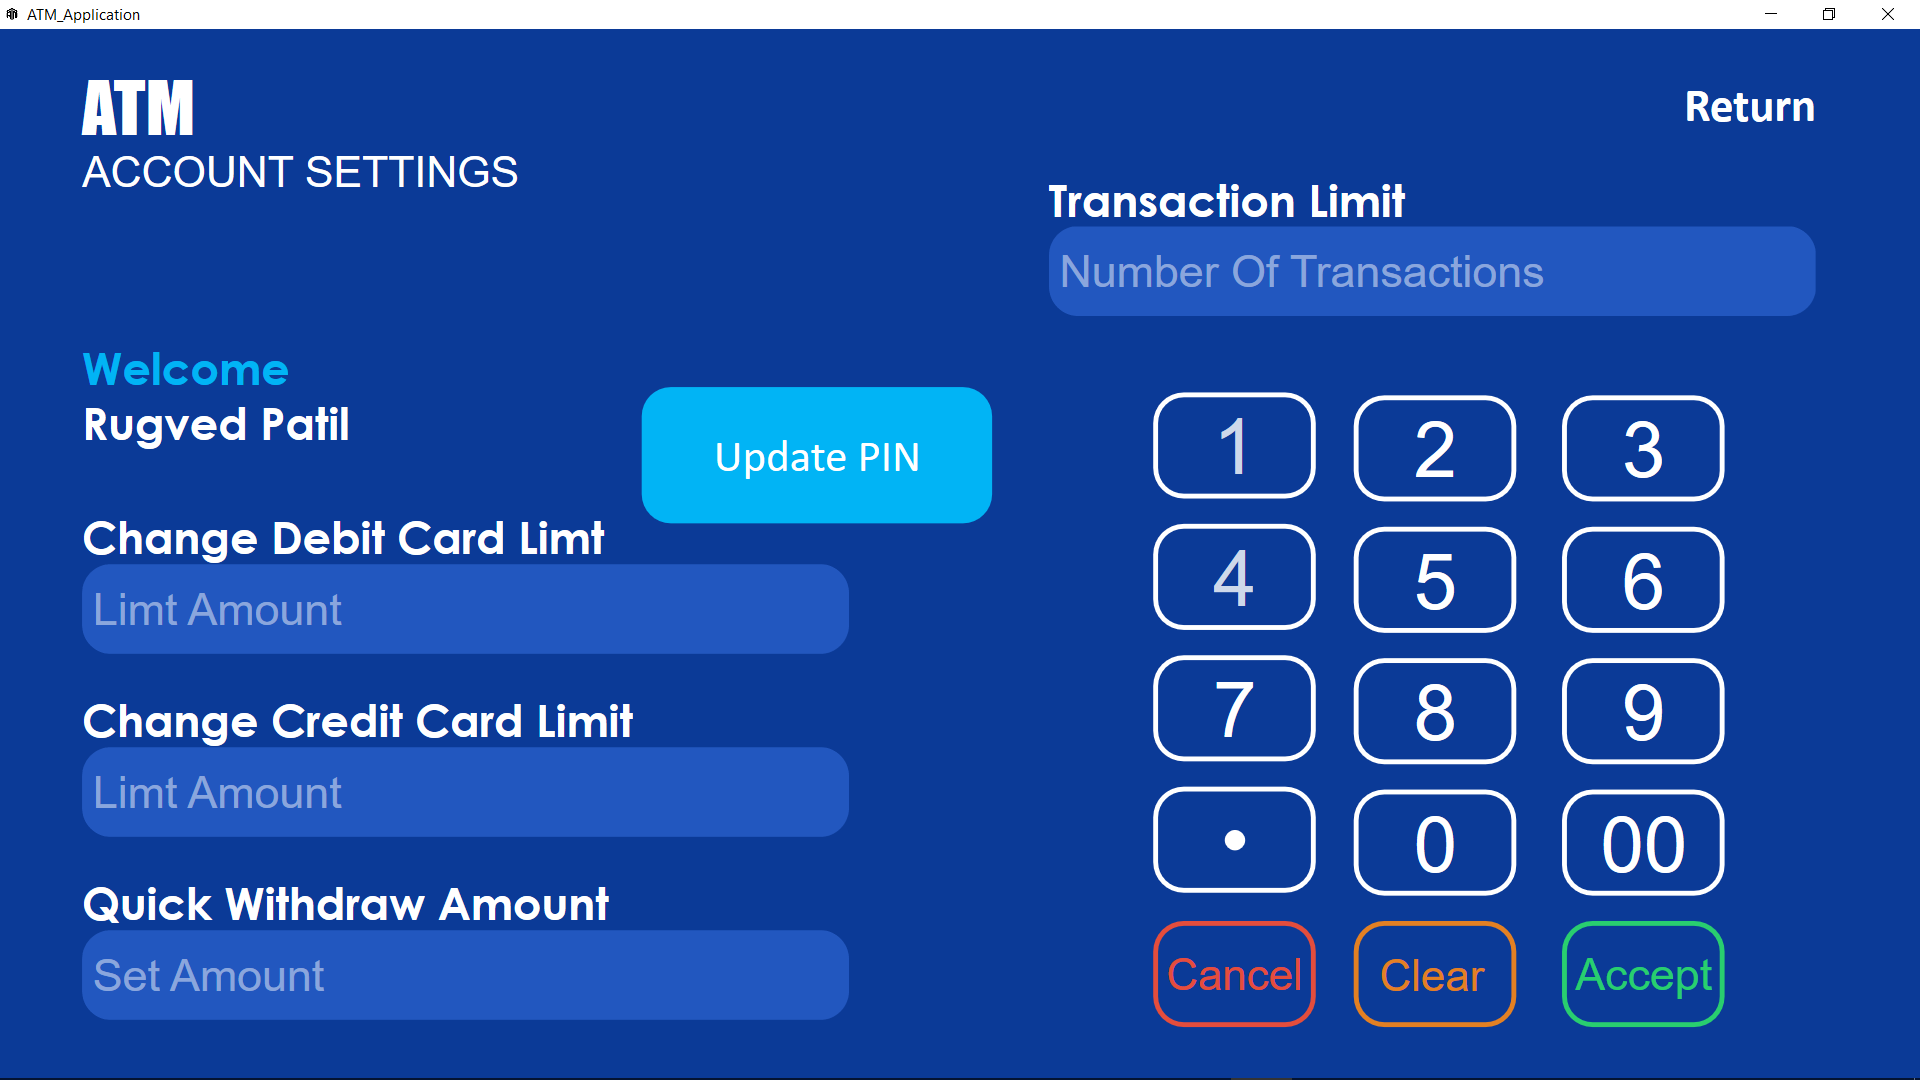 ATM_Application
ATM
ACCOUNT SETTINGS
Return
Transaction Limit
Number Of Transactions
Welcome
Rugved Patil
Update PIN
Change Debit Card Limt
Limt Amount
Change Credit Card Limit
Limt Amount
Quick Withdraw Amount
Set Amount
1 2 3
4 5 6
7 8 9
• 0 00
Cancel Clear Accept